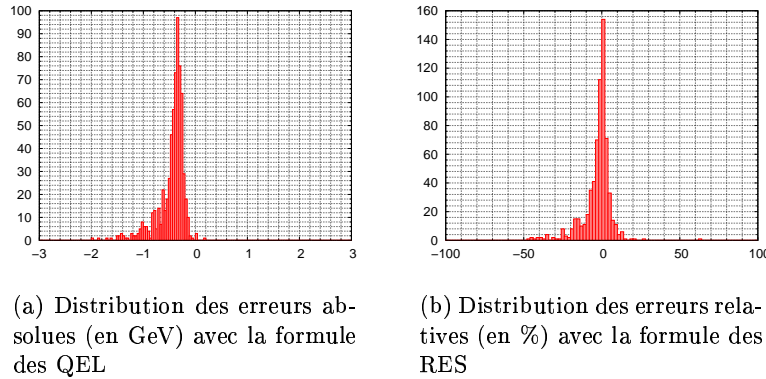 100
90
80
70
60
50
40
30
20
10
0
−3 −2 −1 0 1 2 3
160
140
120
100
80
60
40
20
0
−100 −50 0 50 100
(a) Distribution des erreurs ab-
solues (en GeV) avec la formule
des QEL
(b) Distribution des erreurs rela-
tives (en %) avec la formule des
RES